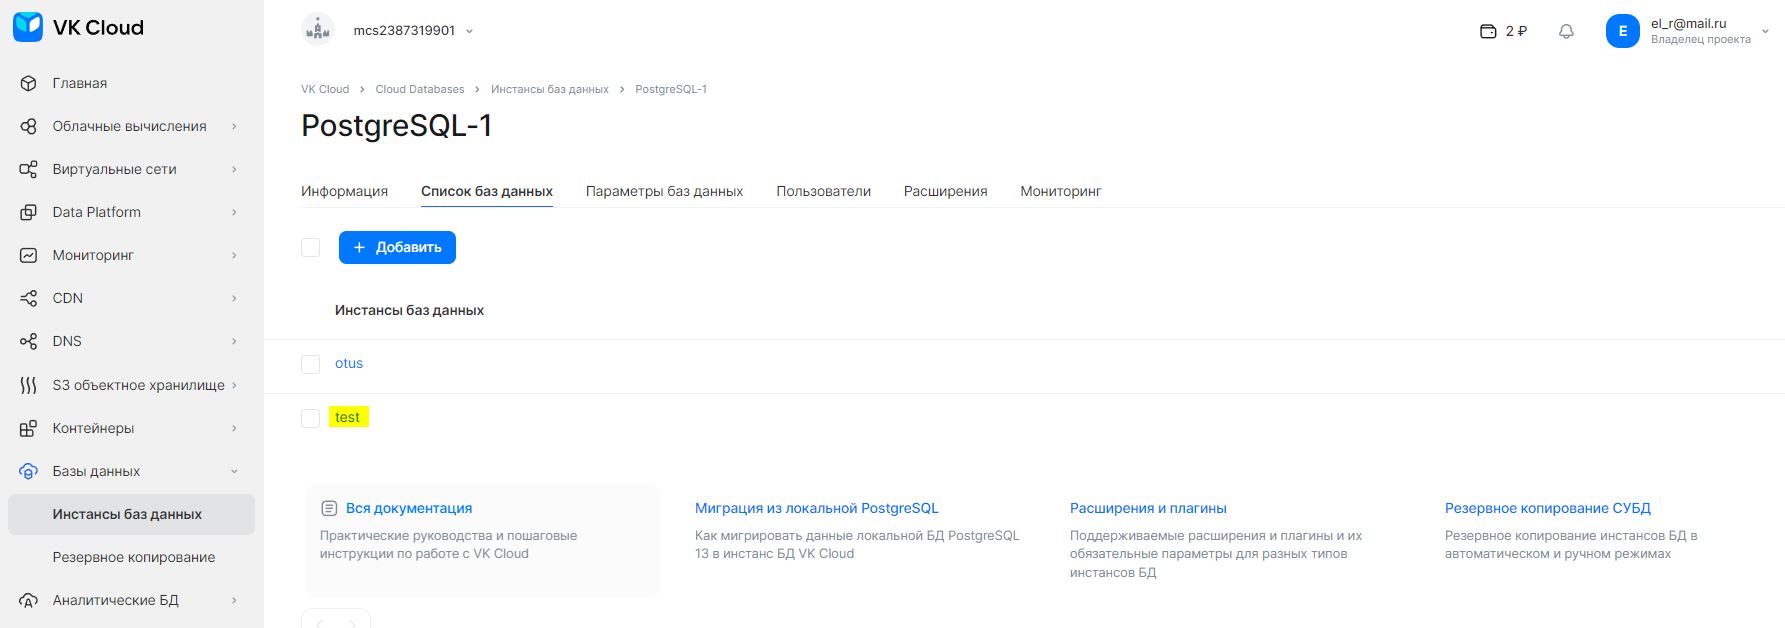 VK Cloud
mcs2387319901
2 ₽
E
el_r@mail.ru
Владелец проекта
Главная
Облачные вычисления
Виртуальные сети
Data Platform
Мониторинг
CDN
DNS
S3 объектное хранилище
Контейнеры
Базы данных
Инстансы баз данных
Резервное копирование
Аналитические БД
VK Cloud > Cloud Databases > Инстансы баз данных > PostgreSQL-1
PostgreSQL-1
Информация Список баз данных Параметры баз данных Пользователи Расширения Мониторинг
+ Добавить
Инстансы баз данных
otus
test
Вся документация
Практические руководства и пошаговые
инструкции по работе с VK Cloud
Миграция из локальной PostgreSQL
Как мигрировать данные локальной БД PostgreSQL
13 в инстанс БД VK Cloud
Расширения и плагины
Поддерживаемые расширения и плагины и их
обязательные параметры для разных типов
инстансов БД
Резервное копирование СУБД
Резервное копирование инстансов БД в
автоматическом и ручном режимах